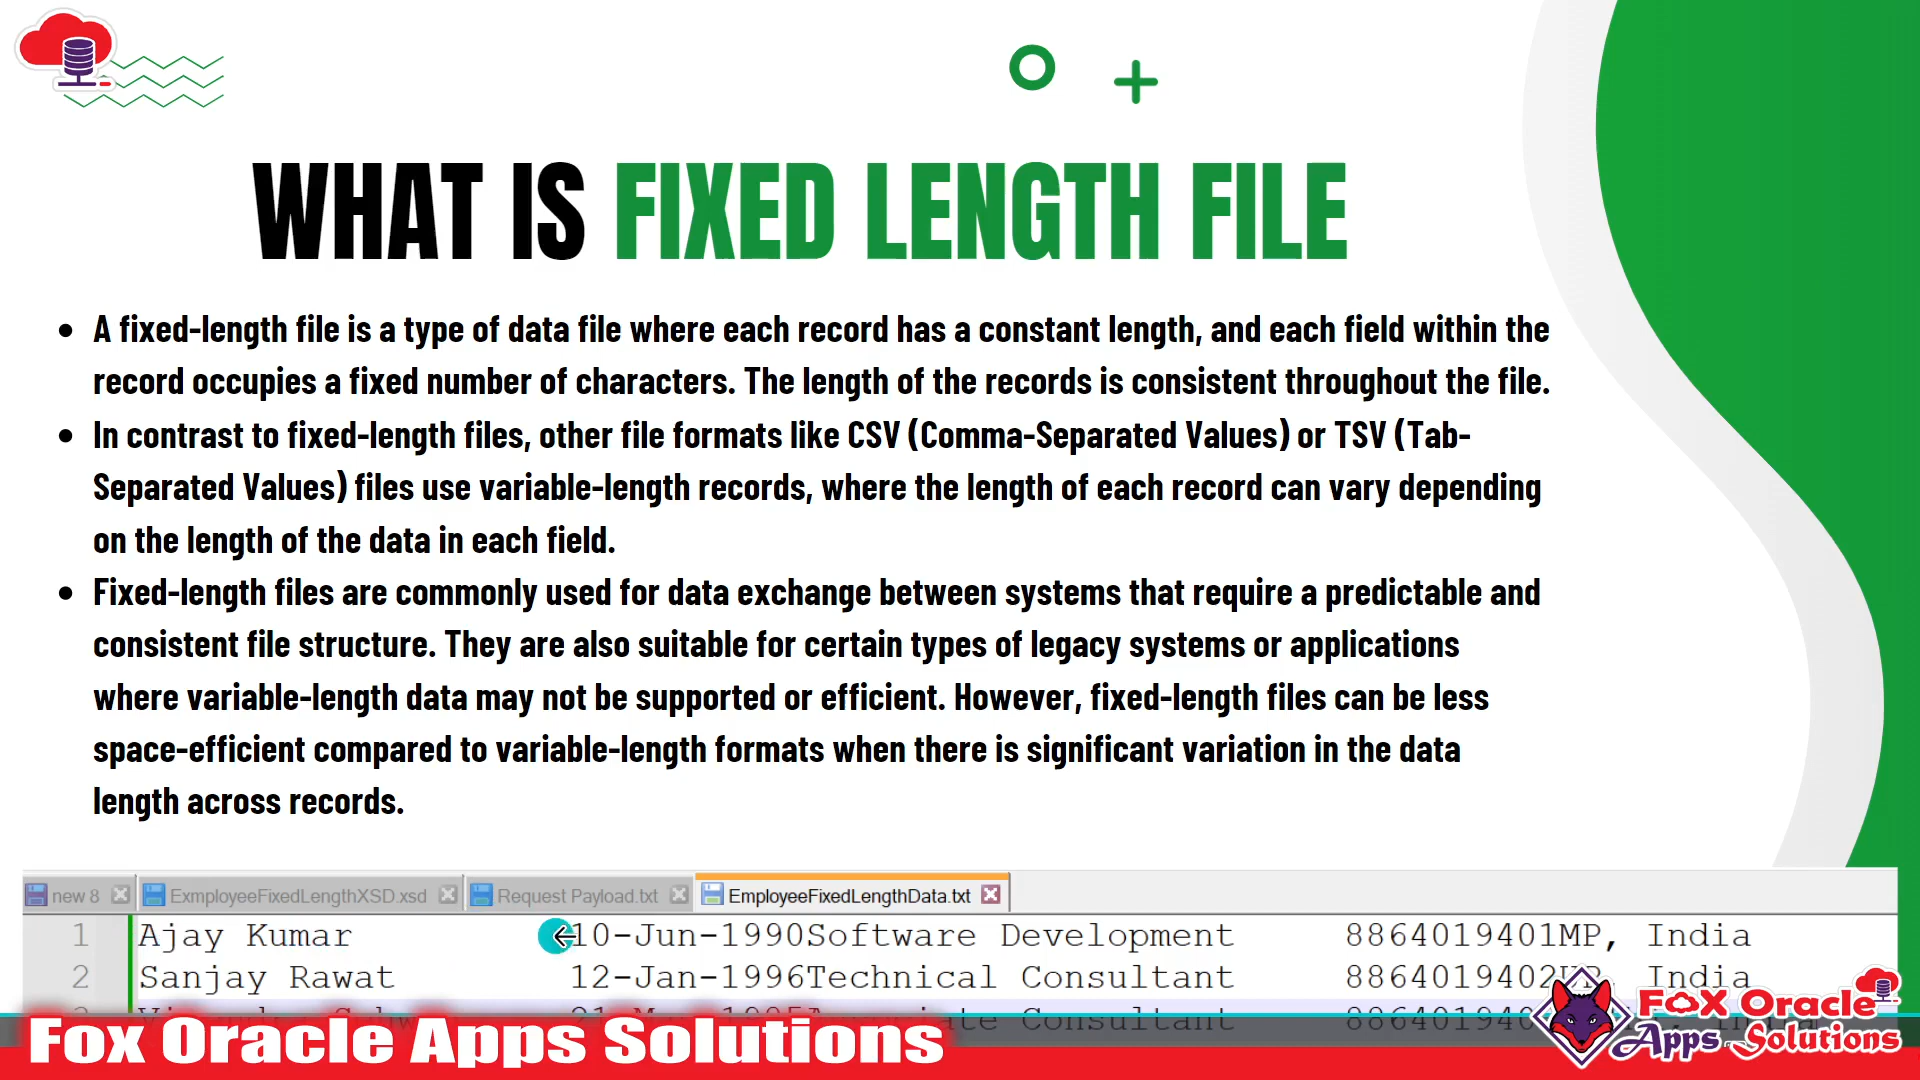 WHAT IS FIXED LENGTH FILE
A fixed-length file is a type of data file where each record has a constant length, and each field within the
record occupies a fixed number of characters. The length of the records is consistent throughout the file.
In contrast to fixed-length files, other file formats like CSV (Comma-Separated Values) or TSV (Tab-
Separated Values) files use variable-length records, where the length of each record can vary depending
on the length of the data in each field.
Fixed-length files are commonly used for data exchange between systems that require a predictable and
consistent file structure. They are also suitable for certain types of legacy systems or applications
where variable-length data may not be supported or efficient. However, fixed-length files can be less
space-efficient compared to variable-length formats when there is significant variation in the data
length across records.
new 8 ExmployeeFixedLengthXSD.xsd Request Payload.txt EmployeeFixedLengthData.txt
1 Ajay Kumar 10-Jun-1990Software Development 8864019401MP, India
2 Sanjay Rawat 12-Jan-1996Technical Consultant 8864019402 India
Consultant
Fox Oracle Apps Solutions
Fox Oracle
Apps Solutions